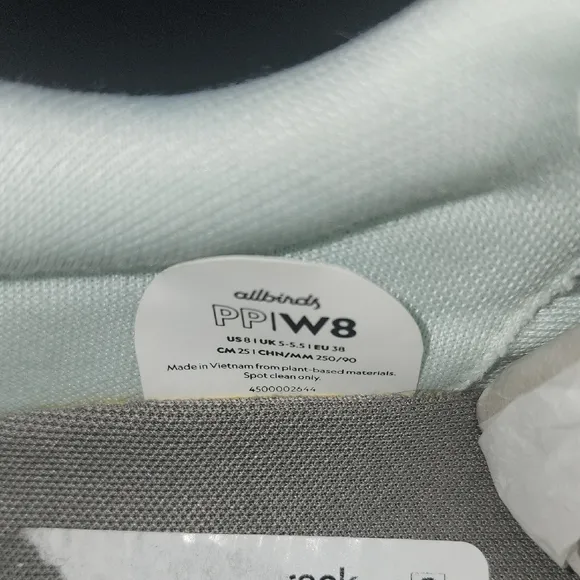 allbirds
PP|W8
US 8 | UK 5-5.5 | EU 38
CM 25 | CHN/MM 250/90
Made in Vietnam from plant-based materials.
Spot clean only.
4500002644
rack